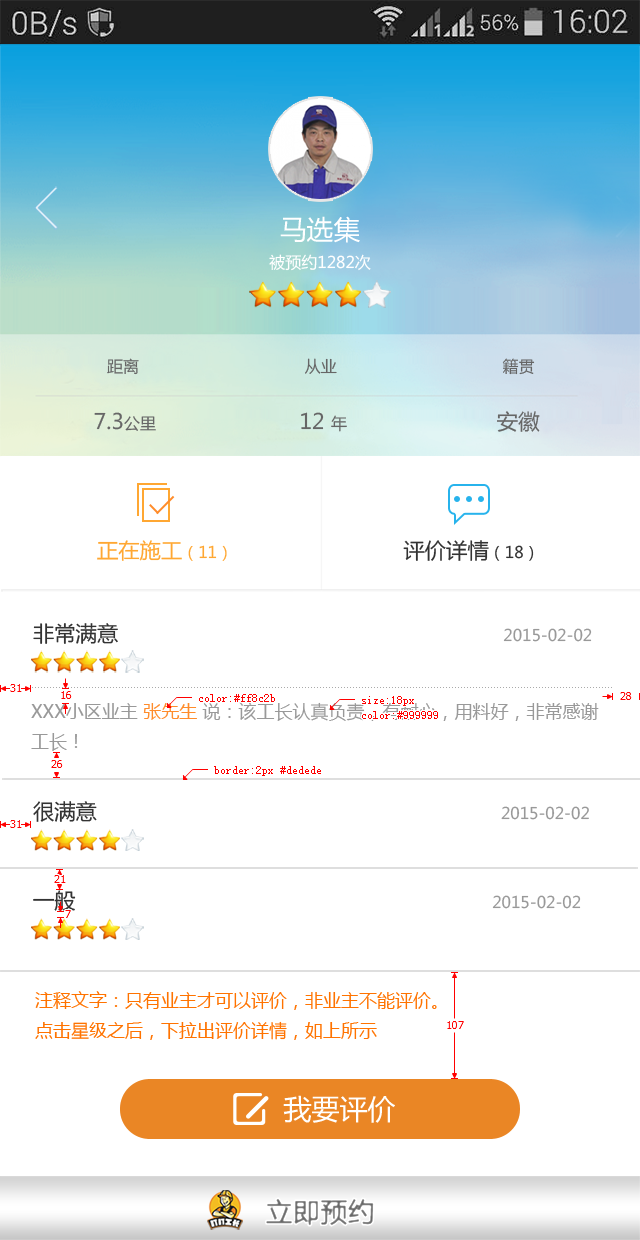 0B/s 1 2 56% 16:02
马选集
被预约1282次
距离 从业 籍贯
7.3公里 12 年 安徽
正在施工（11） 评价详情（18）
非常满意 2015-02-02
31 16 color:#ff8c2b size:18px 28
XXX小区业主 张先生 说：该工长认真负责，有耐心，用料好，非常感谢
color:#999999
工长！
26
border:2px #dedede
很满意 2015-02-02
31
21
一般 2015-02-02
7
注释文字：只有业主才可以评价，非业主不能评价。
点击星级之后，下拉出评价详情，如上所示
107
我要评价
立即预约